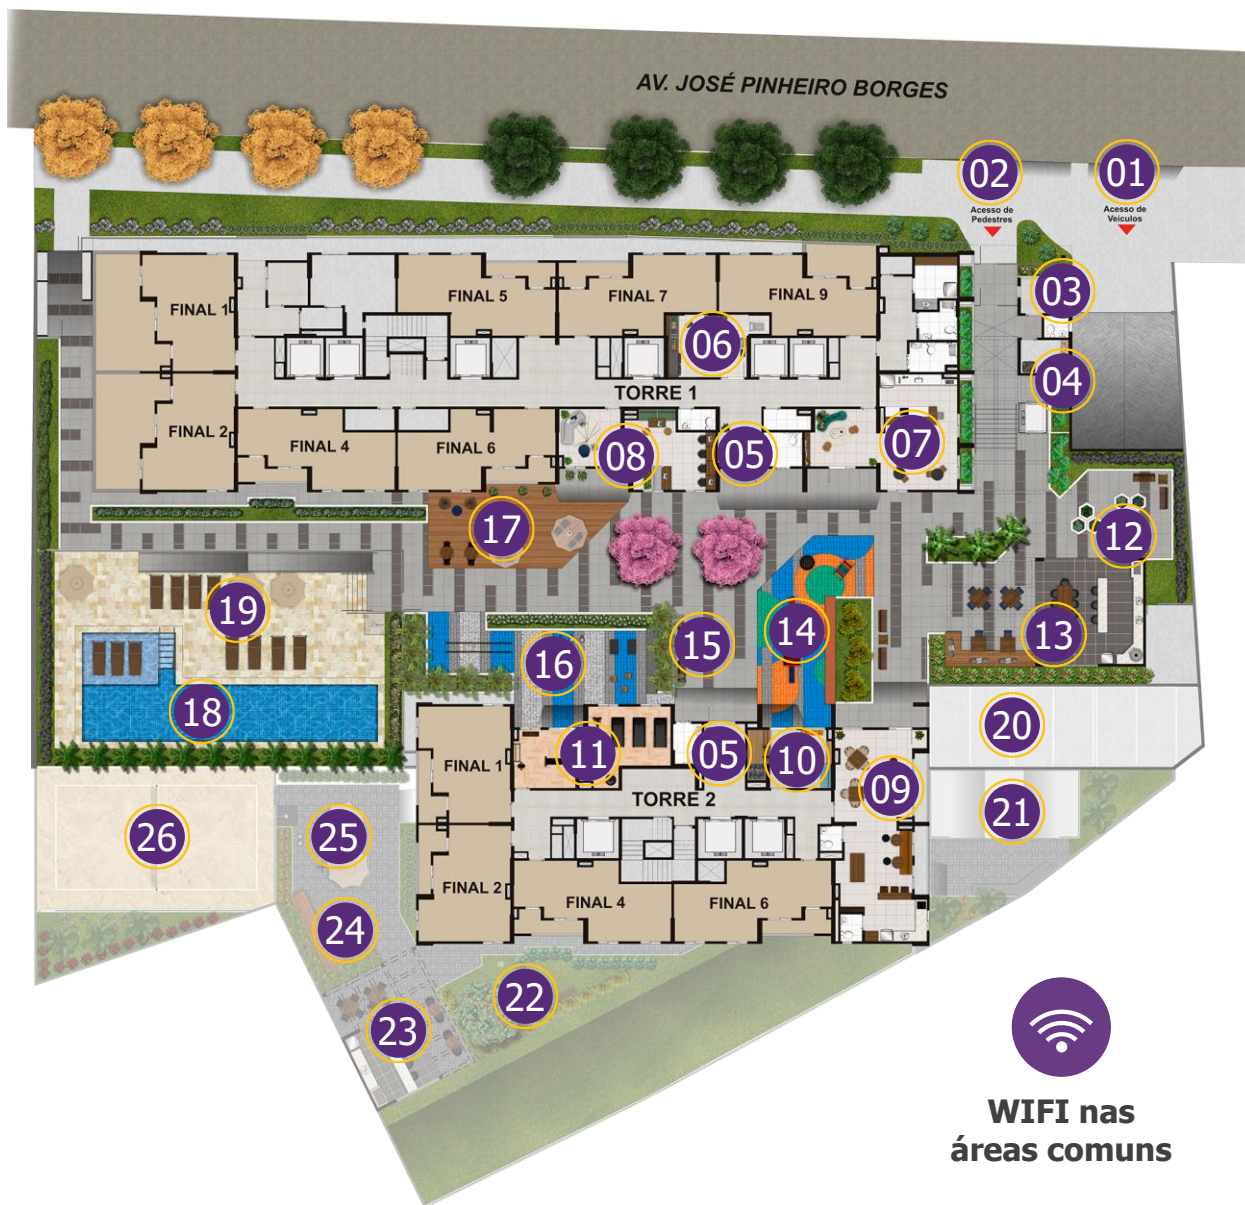 AV. JOSÉ PINHEIRO BORGES
02
01
Acesso de
Pedestres
Acesso de
Veículos
03
FINAL 1
FINAL 5
FINAL 7
FINAL 9
06
04
TORRE 1
FINAL 2
FINAL 4
FINAL 6
08
05
07
17
12
19
16
15
14
13
18
20
11
05
10
FINAL 1
09
TORRE 2
21
26
25
FINAL 2
FINAL 4
FINAL 6
24
22
23
WIFI nas
áreas comuns